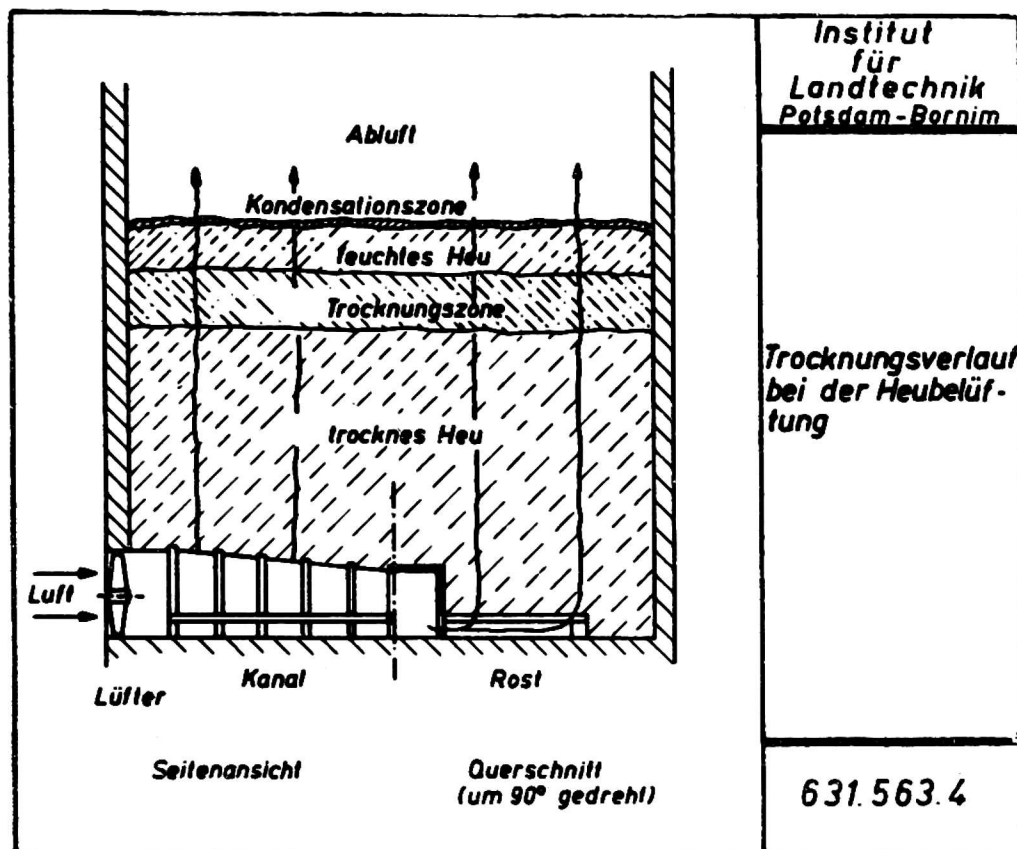 Institut
für
Landtechnik
Potsdam-Bornim
Abluft
Kondensationszone
feuchtes Heu
Trocknungszone
trocknes Heu
Trocknungsverlauf
bei der Heubelüf-
tung
Luft
Lüfter
Kanal
Rost
Seitenansicht
Querschnitt
(um 90° gedreht)
631.563.4